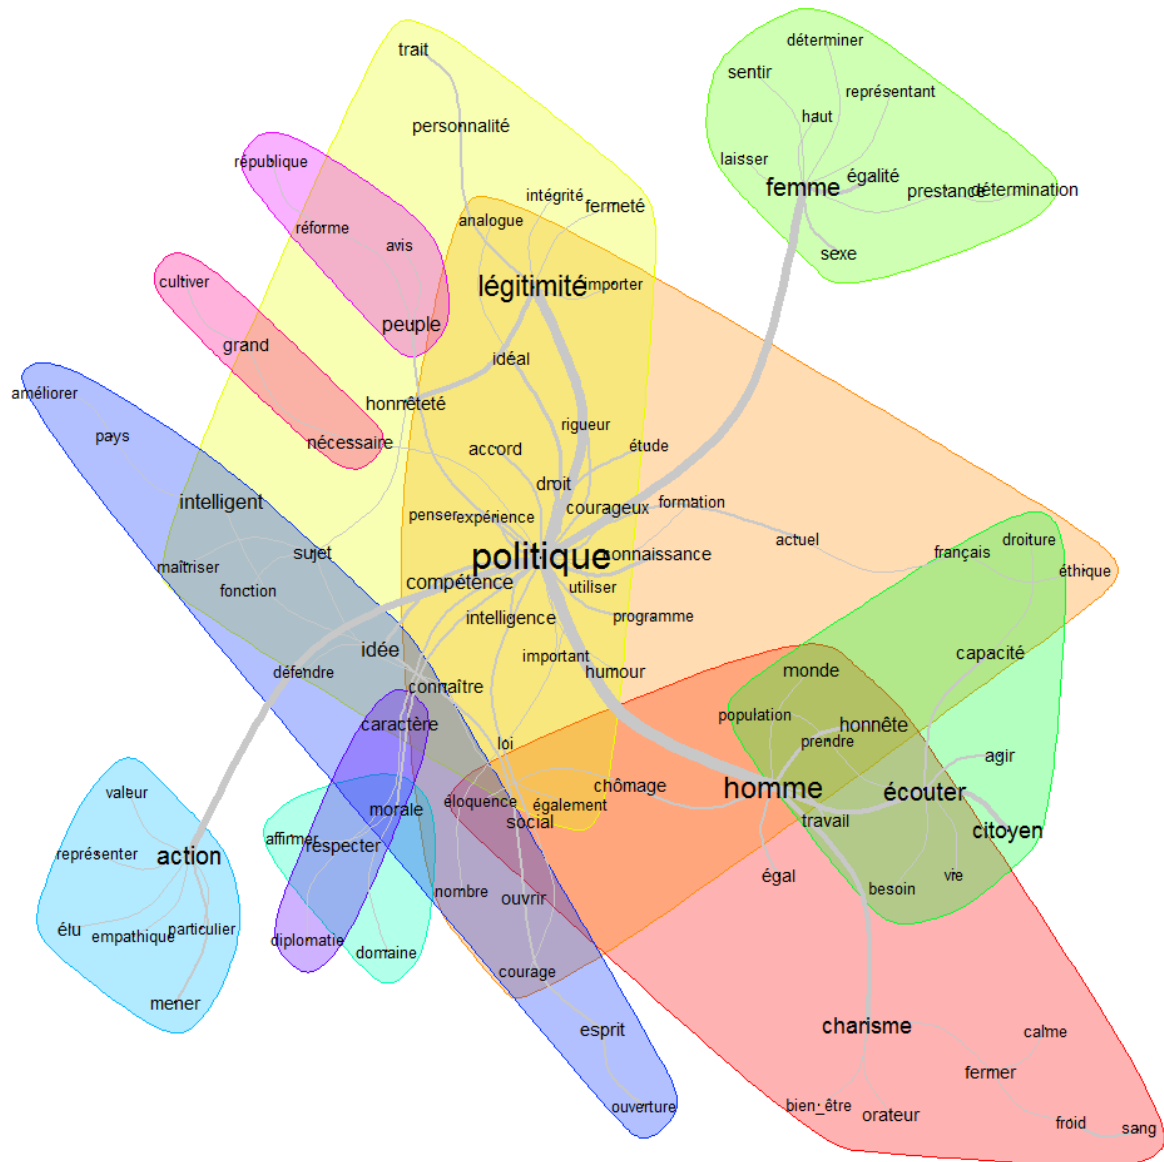 déterminer
trait
sentir
représentant
haut
personnalité
république
laisser
femme
égalité
prestance
détermination
intégrité
fermeté
analogue
réforme
avis
sexe
cultiver
légitimité
importer
peuple
grand
idéal
améliorer
honnêteté
rigueur
pays
nécessaire
accord
étude
droit
intelligent
courageux
formation
penser
expérience
actuel
droiture
sujet
politique
connaissance
français
maîtriser
éthique
compétence
fonction
utiliser
intelligence
programme
idée
important
capacité
défendre
connaître
humour
monde
population
caractère
honnête
loi
prendre
agir
valeur
chômage
homme
écouter
éloquence
également
morale
social
travail
citoyen
affirmer
respecter
représenter
action
égal
vie
besoin
nombre
ouvrir
élu
empathique
particulier
diplomatie
domaine
courage
mener
esprit
charisme
calme
fermer
bien_être
orateur
ouverture
froid
sang